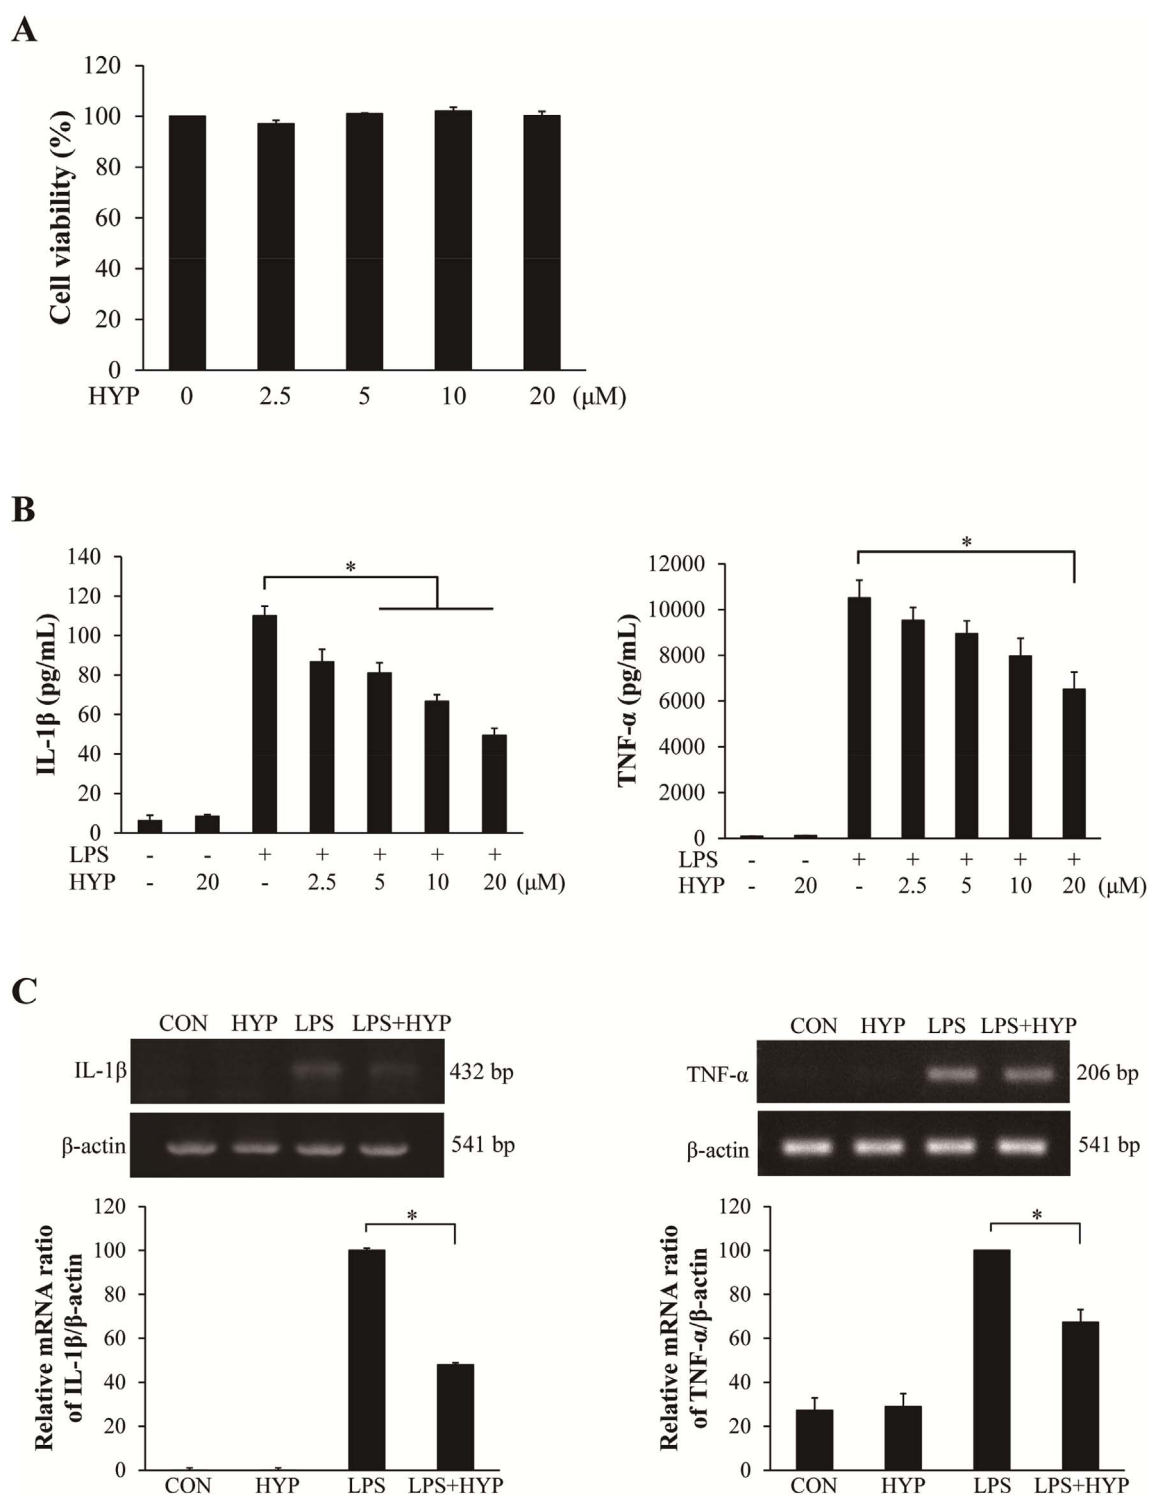 A
120
100
80
60
40
20
0
Cell viability (%)
HYP 0 2.5 5 10 20 (μM)
B
140
120
100
80
60
40
20
0
IL-1β (pg/mL)
*
LPS - - + + + + +
HYP - 20 - 2.5 5 10 20 (μM)
12000
10000
8000
6000
4000
2000
0
TNF-α (pg/mL)
*
LPS - - + + + + +
HYP - 20 - 2.5 5 10 20 (μM)
C
CON HYP LPS LPS+HYP
IL-1β 432 bp
β-actin 541 bp
120
100
80
60
40
20
0
Relative mRNA ratio
of IL-1β/β-actin
*
CON HYP LPS LPS+HYP
CON HYP LPS LPS+HYP
TNF-α 206 bp
β-actin 541 bp
120
100
80
60
40
20
0
Relative mRNA ratio
of TNF-α/β-actin
*
CON HYP LPS LPS+HYP